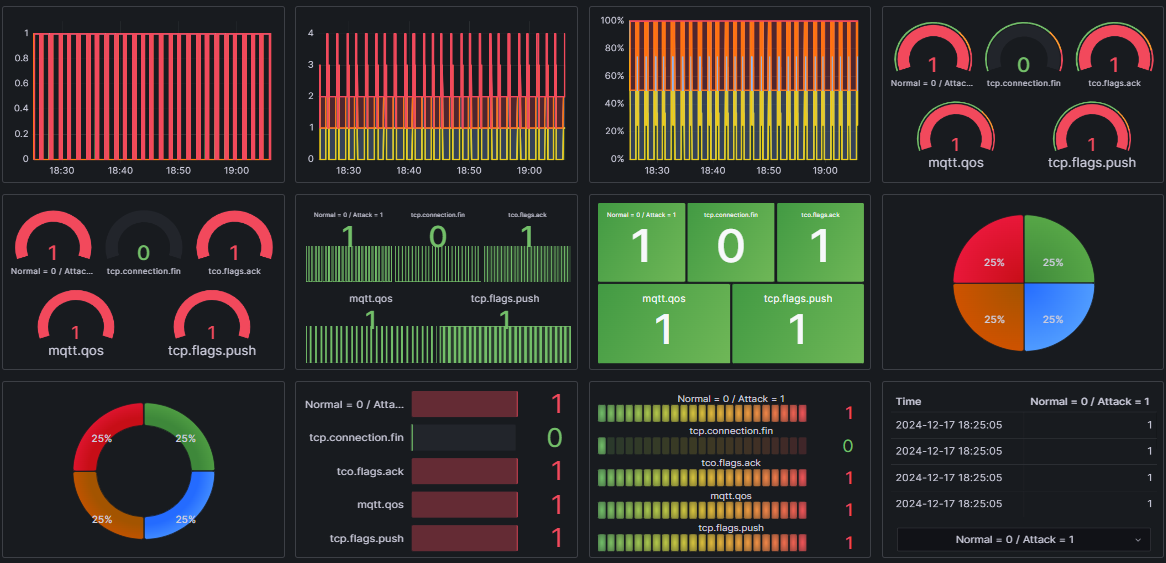 1
0.8
0.6
0.4
0.2
0
18:30 18:40 18:50 19:00
4
3
2
1
0
18:30 18:40 18:50 19:00
100%
80%
60%
40%
20%
0%
18:30 18:40 18:50 19:00
1 0 1
Normal = 0 / Attac... tcp.connection.fin tco.flags.ack
1 1
mqtt.qos tcp.flags.push
1 0 1
Normal = 0 / Attac... tcp.connection.fin tco.flags.ack
1 1
mqtt.qos tcp.flags.push
Normal = 0 / Attack = 1 tcp.connection.fin tco.flags.ack
1 0 1
mqtt.qos tcp.flags.push
1 1
Normal = 0 / Attack = 1 tcp.connection.fin tco.flags.ack
1 0 1
mqtt.qos tcp.flags.push
1 1
25% 25%
25% 25%
25% 25%
25% 25%
Normal = 0 / Atta... 1
tcp.connection.fin 0
tco.flags.ack 1
mqtt.qos 1
tcp.flags.push 1
Normal = 0 / Attack = 1
1
tcp.connection.fin
0
tco.flags.ack
1
mqtt.qos
1
tcp.flags.push
1
Time Normal = 0 / Attack = 1
2024-12-17 18:25:05 1
2024-12-17 18:25:05 1
2024-12-17 18:25:05 1
2024-12-17 18:25:05 1
Normal = 0 / Attack = 1